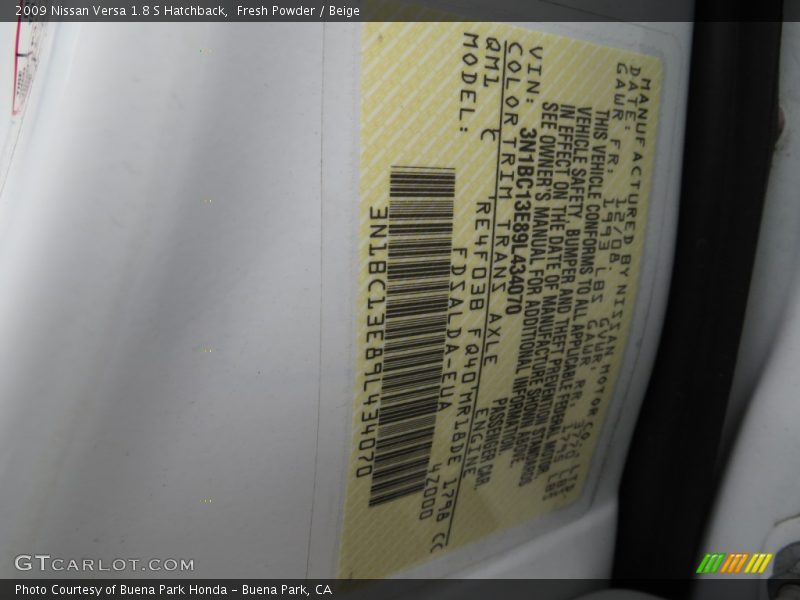 2009 Nissan Versa 1.8 S Hatchback,  Fresh Powder / Beige
MANUFACTURED BY NISSAN MOTOR CO., LTD.
DATE: 12/08
GAWR FR: 1993 LBS GAWR RR:
THIS VEHICLE CONFORMS TO ALL APPLICABLE FEDERAL MOTOR
VEHICLE SAFETY, BUMPER AND THEFT PREVENTION STANDARDS
IN EFFECT ON THE DATE OF MANUFACTURE SHOWN ABOVE.
SEE OWNER'S MANUAL FOR ADDITIONAL INFORMATION.
VIN: 3N1BC13E89L434070 PASSENGER CAR.
COLOR TRIM TRANS AXLE ENGINE
QM1 C RE4F03B FQ40 MR18DE 1798 CC
MODEL: FDSALDA-EUA 4Z000
3N1BC13E89L434070
GTCARLOT.COM
Photo Courtesy of Buena Park Honda – Buena Park, CA